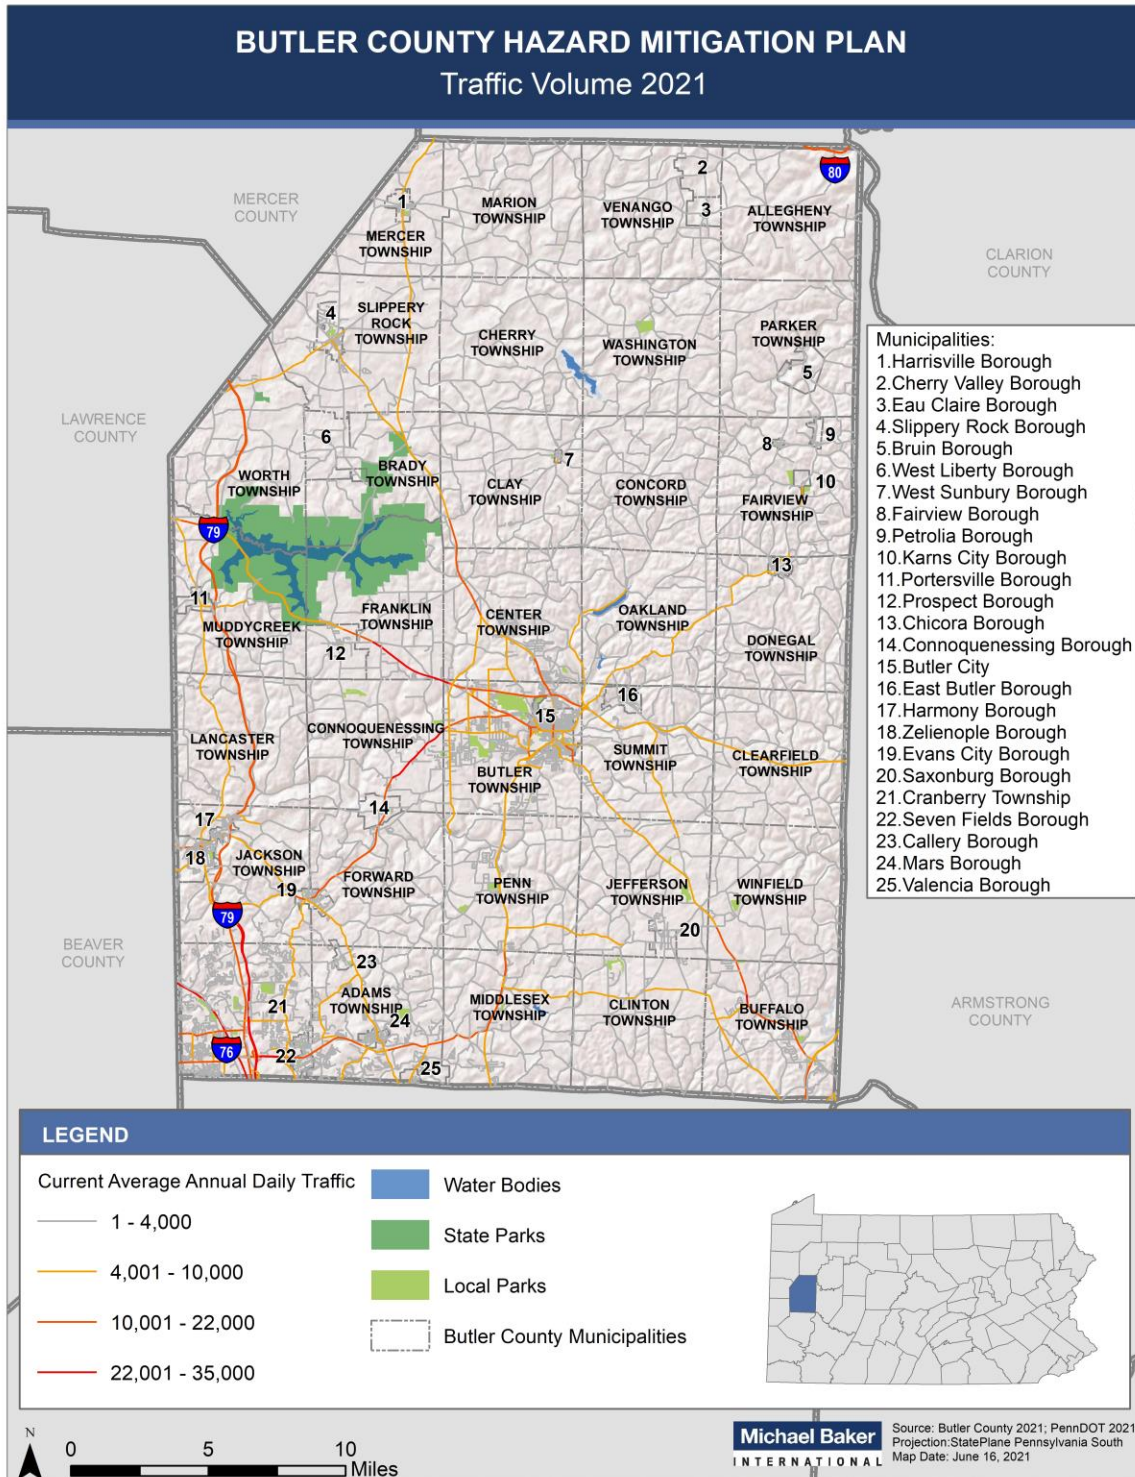 BUTLER COUNTY HAZARD MITIGATION PLAN
Traffic Volume 2021
MERCER
COUNTY
CLARION
COUNTY
LAWRENCE
COUNTY
BEAVER
COUNTY
ARMSTRONG
COUNTY
80
2
1
3
MARION
TOWNSHIP
VENANGO
TOWNSHIP
ALLEGHENY
TOWNSHIP
MERCER
TOWNSHIP
4
SLIPPERY
ROCK
TOWNSHIP
CHERRY
TOWNSHIP
WASHINGTON
TOWNSHIP
PARKER
TOWNSHIP
5
6
7
8
9
10
WORTH
TOWNSHIP
BRADY
TOWNSHIP
CLAY
TOWNSHIP
CONCORD
TOWNSHIP
FAIRVIEW
TOWNSHIP
79
13
11
MUDDYCREEK
TOWNSHIP
FRANKLIN
TOWNSHIP
CENTER
TOWNSHIP
OAKLAND
TOWNSHIP
DONEGAL
TOWNSHIP
12
16
15
LANCASTER
TOWNSHIP
CONNOQUENESSING
TOWNSHIP
BUTLER
TOWNSHIP
SUMMIT
TOWNSHIP
CLEARFIELD
TOWNSHIP
14
17
18
JACKSON
TOWNSHIP
19
FORWARD
TOWNSHIP
PENN
TOWNSHIP
JEFFERSON
TOWNSHIP
WINFIELD
TOWNSHIP
79
20
23
21
ADAMS
TOWNSHIP
24
MIDDLESEX
TOWNSHIP
CLINTON
TOWNSHIP
BUFFALO
TOWNSHIP
76
22
25
Municipalities:
1.Harrisville Borough
2.Cherry Valley Borough
3.Eau Claire Borough
4.Slippery Rock Borough
5.Bruin Borough
6.West Liberty Borough
7.West Sunbury Borough
8.Fairview Borough
9.Petrolia Borough
10.Karns City Borough
11.Portersville Borough
12.Prospect Borough
13.Chicora Borough
14.Connoquenessing Borough
15.Butler City
16.East Butler Borough
17.Harmony Borough
18.Zelienople Borough
19.Evans City Borough
20.Saxonburg Borough
21.Cranberry Township
22.Seven Fields Borough
23.Callery Borough
24.Mars Borough
25.Valencia Borough
LEGEND
Current Average Annual Daily Traffic
1 - 4,000
4,001 - 10,000
10,001 - 22,000
22,001 - 35,000
Water Bodies
State Parks
Local Parks
Butler County Municipalities
N
0 5 10
Miles
Michael Baker
INTERNATIONAL
Source: Butler County 2021; PennDOT 2021
Projection:StatePlane Pennsylvania South
Map Date: June 16, 2021